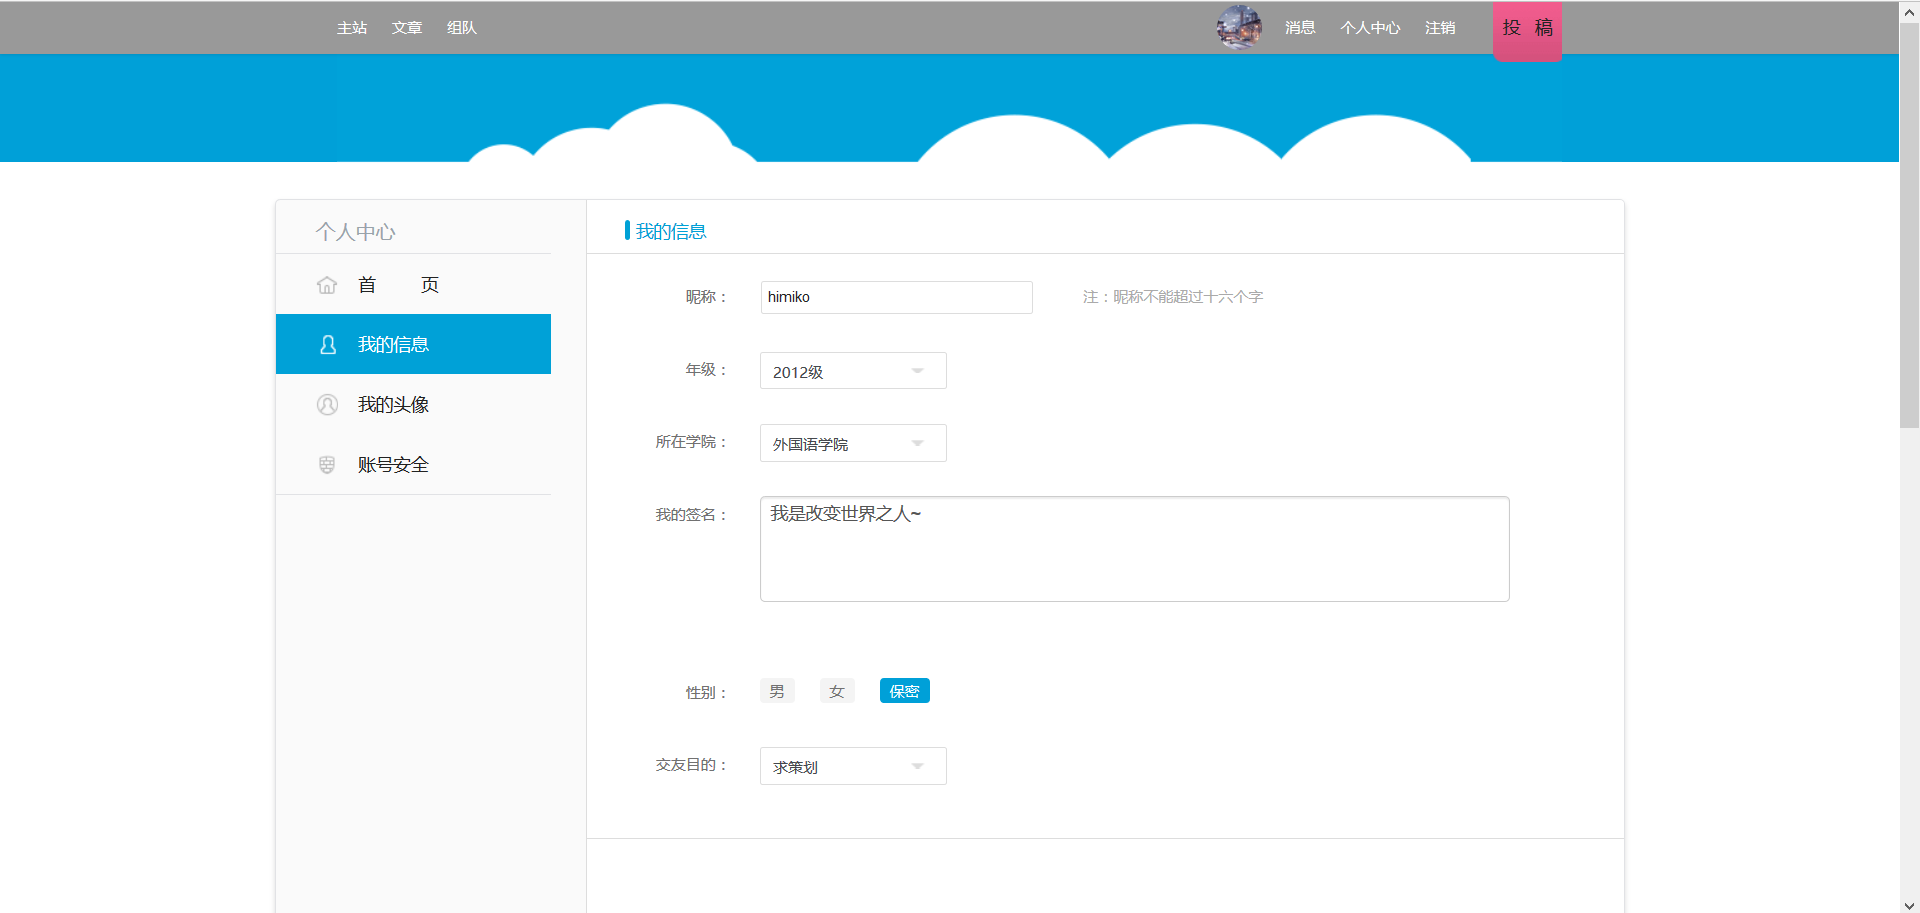 主站 文章 组队 消息 个人中心 注销 投 稿
个人中心
首 页
我的信息
我的头像
账号安全
我的信息
昵称： himiko 注：昵称不能超过十六个字
年级： 2012级
所在学院： 外国语学院
我的签名： 我是改变世界之人~
性别： 男 女 保密
交友目的： 求策划